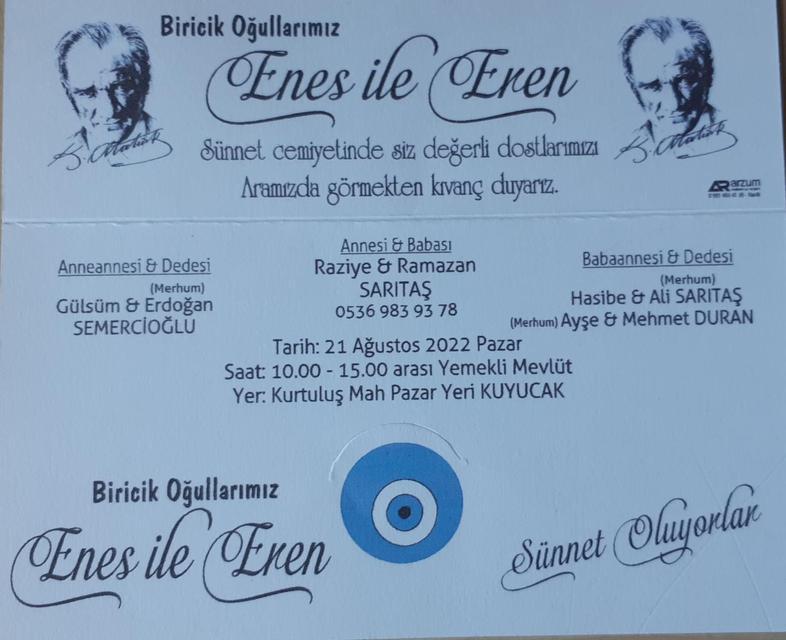 Biricik Oğullarımız
Enes ile Eren
Sünnet cemiyetinde siz değerli dostlarımızı
Aramızda görmekten kıvanç duyarız.
K. Atatürk
K. Atatürk
AR arzum
Anneannesi & Dedesi
(Merhum)
Gülsüm & Erdoğan
SEMERCİOĞLU
Annesi & Babası
Raziye & Ramazan
SARITAŞ
0536 983 93 78
Babaannesi & Dedesi
(Merhum)
Hasibe & Ali SARITAŞ
(Merhum) Ayşe & Mehmet DURAN
Tarih: 21 Ağustos 2022 Pazar
Saat: 10.00 - 15.00 arası Yemekli Mevlüt
Yer: Kurtuluş Mah Pazar Yeri KUYUCAK
Biricik Oğullarımız
Enes ile Eren
Sünnet Oluyorlar